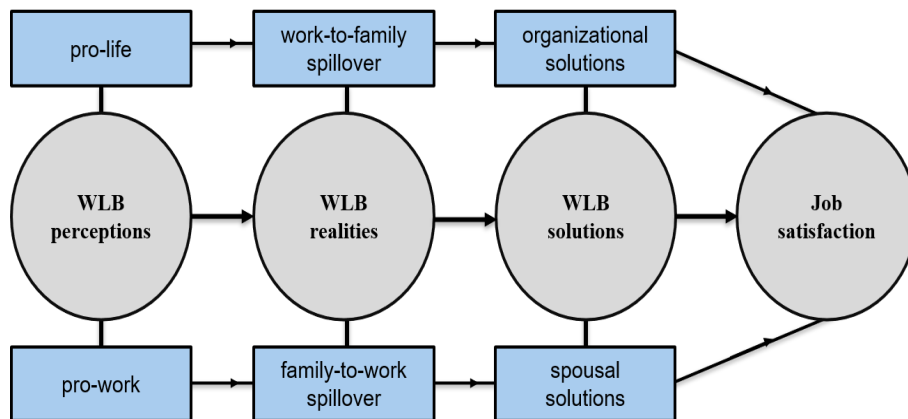 pro-life
work-to-family
spillover
organizational
solutions
WLB
perceptions
WLB
realities
WLB
solutions
Job
satisfaction
pro-work
family-to-work
spillover
spousal
solutions